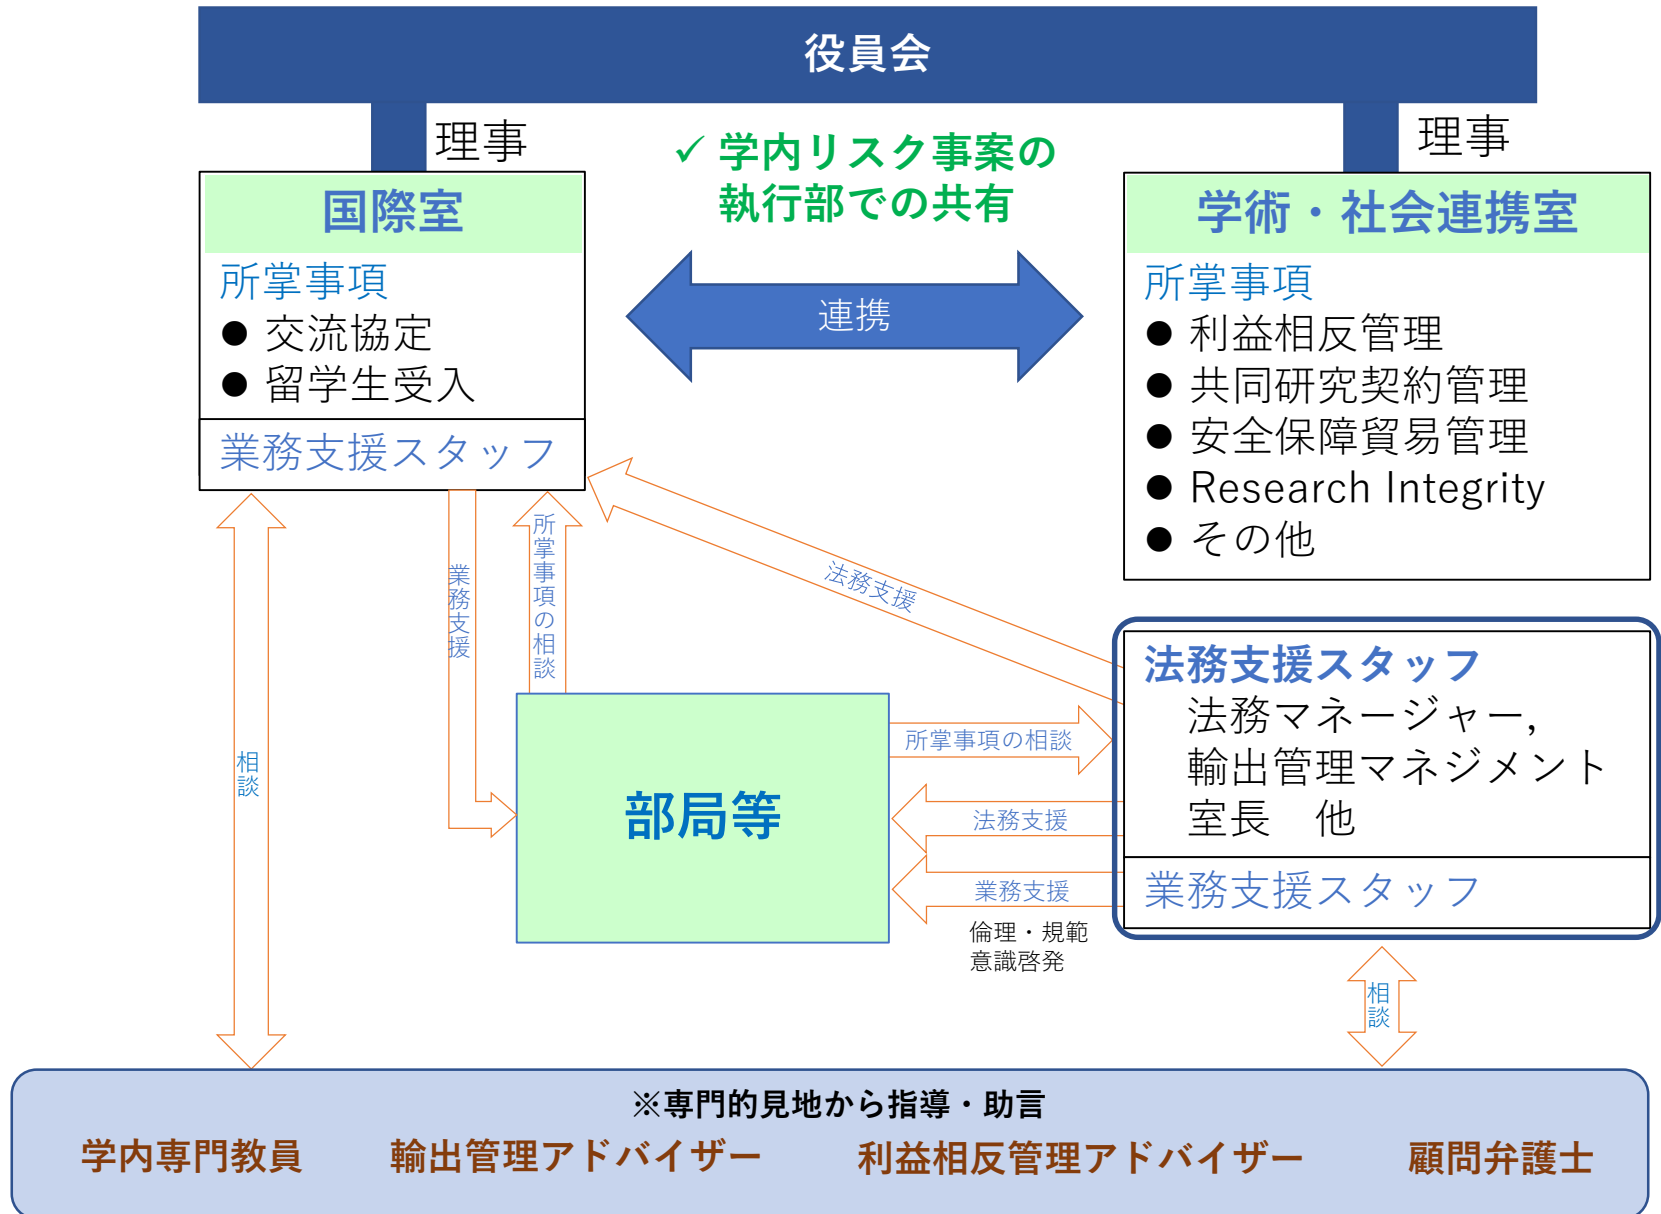 役員会
理事
理事
✓ 学内リスク事案の
執行部での共有
国際室
所掌事項
● 交流協定
● 留学生受入
業務支援スタッフ
連携
学術・社会連携室
所掌事項
● 利益相反管理
● 共同研究契約管理
● 安全保障貿易管理
● Research Integrity
● その他
業務支援
所掌事項の相談
法務支援
法務支援スタッフ
法務マネージャー,
輸出管理マネジメント
室長　他
業務支援スタッフ
部局等
所掌事項の相談
法務支援
業務支援
倫理・規範
意識啓発
相談
相談
※専門的見地から指導・助言
学内専門教員　輸出管理アドバイザー　利益相反管理アドバイザー　顧問弁護士